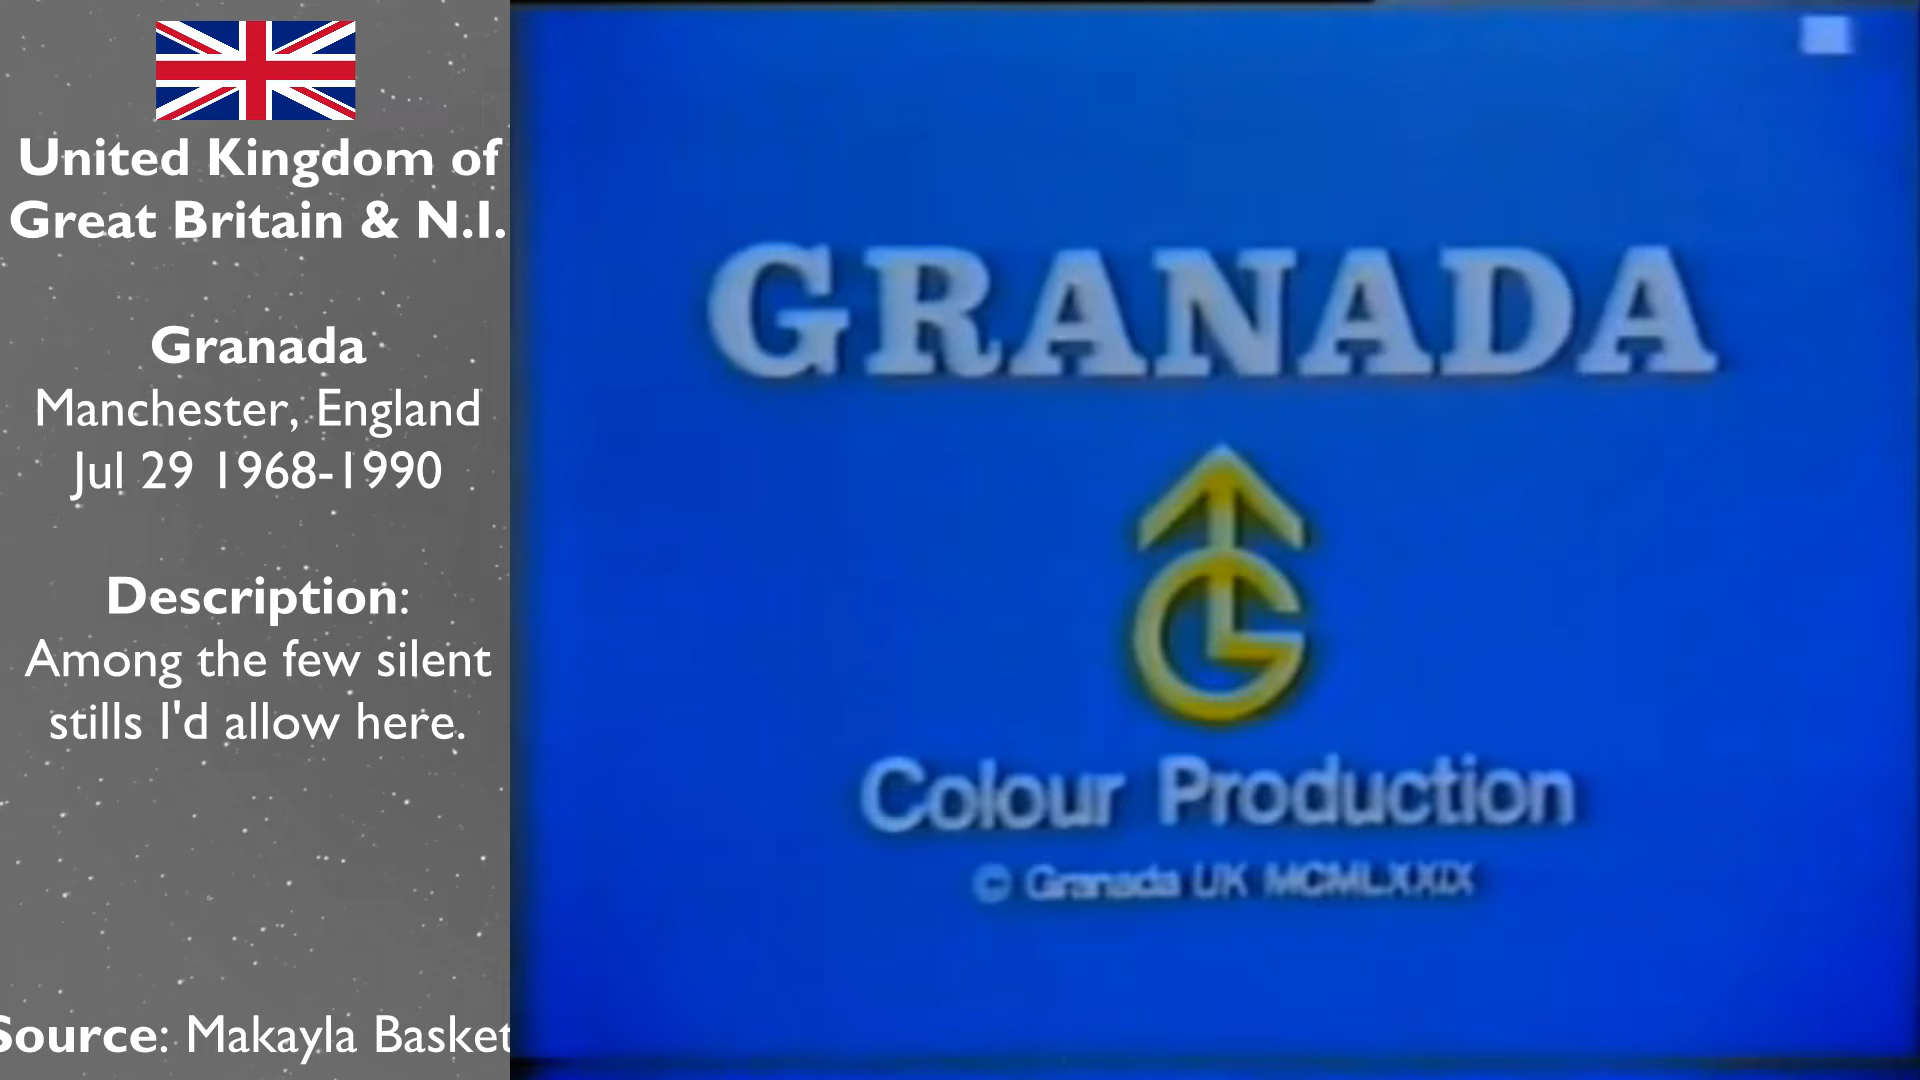 United Kingdom of
Great Britain & N.I.
Granada
Manchester, England
Jul 29 1968-1990
Description:
Among the few silent
stills I'd allow here.
Source: Makayla Basket
GRANADA
G
Colour Production
© Granada UK MCMLXXIX